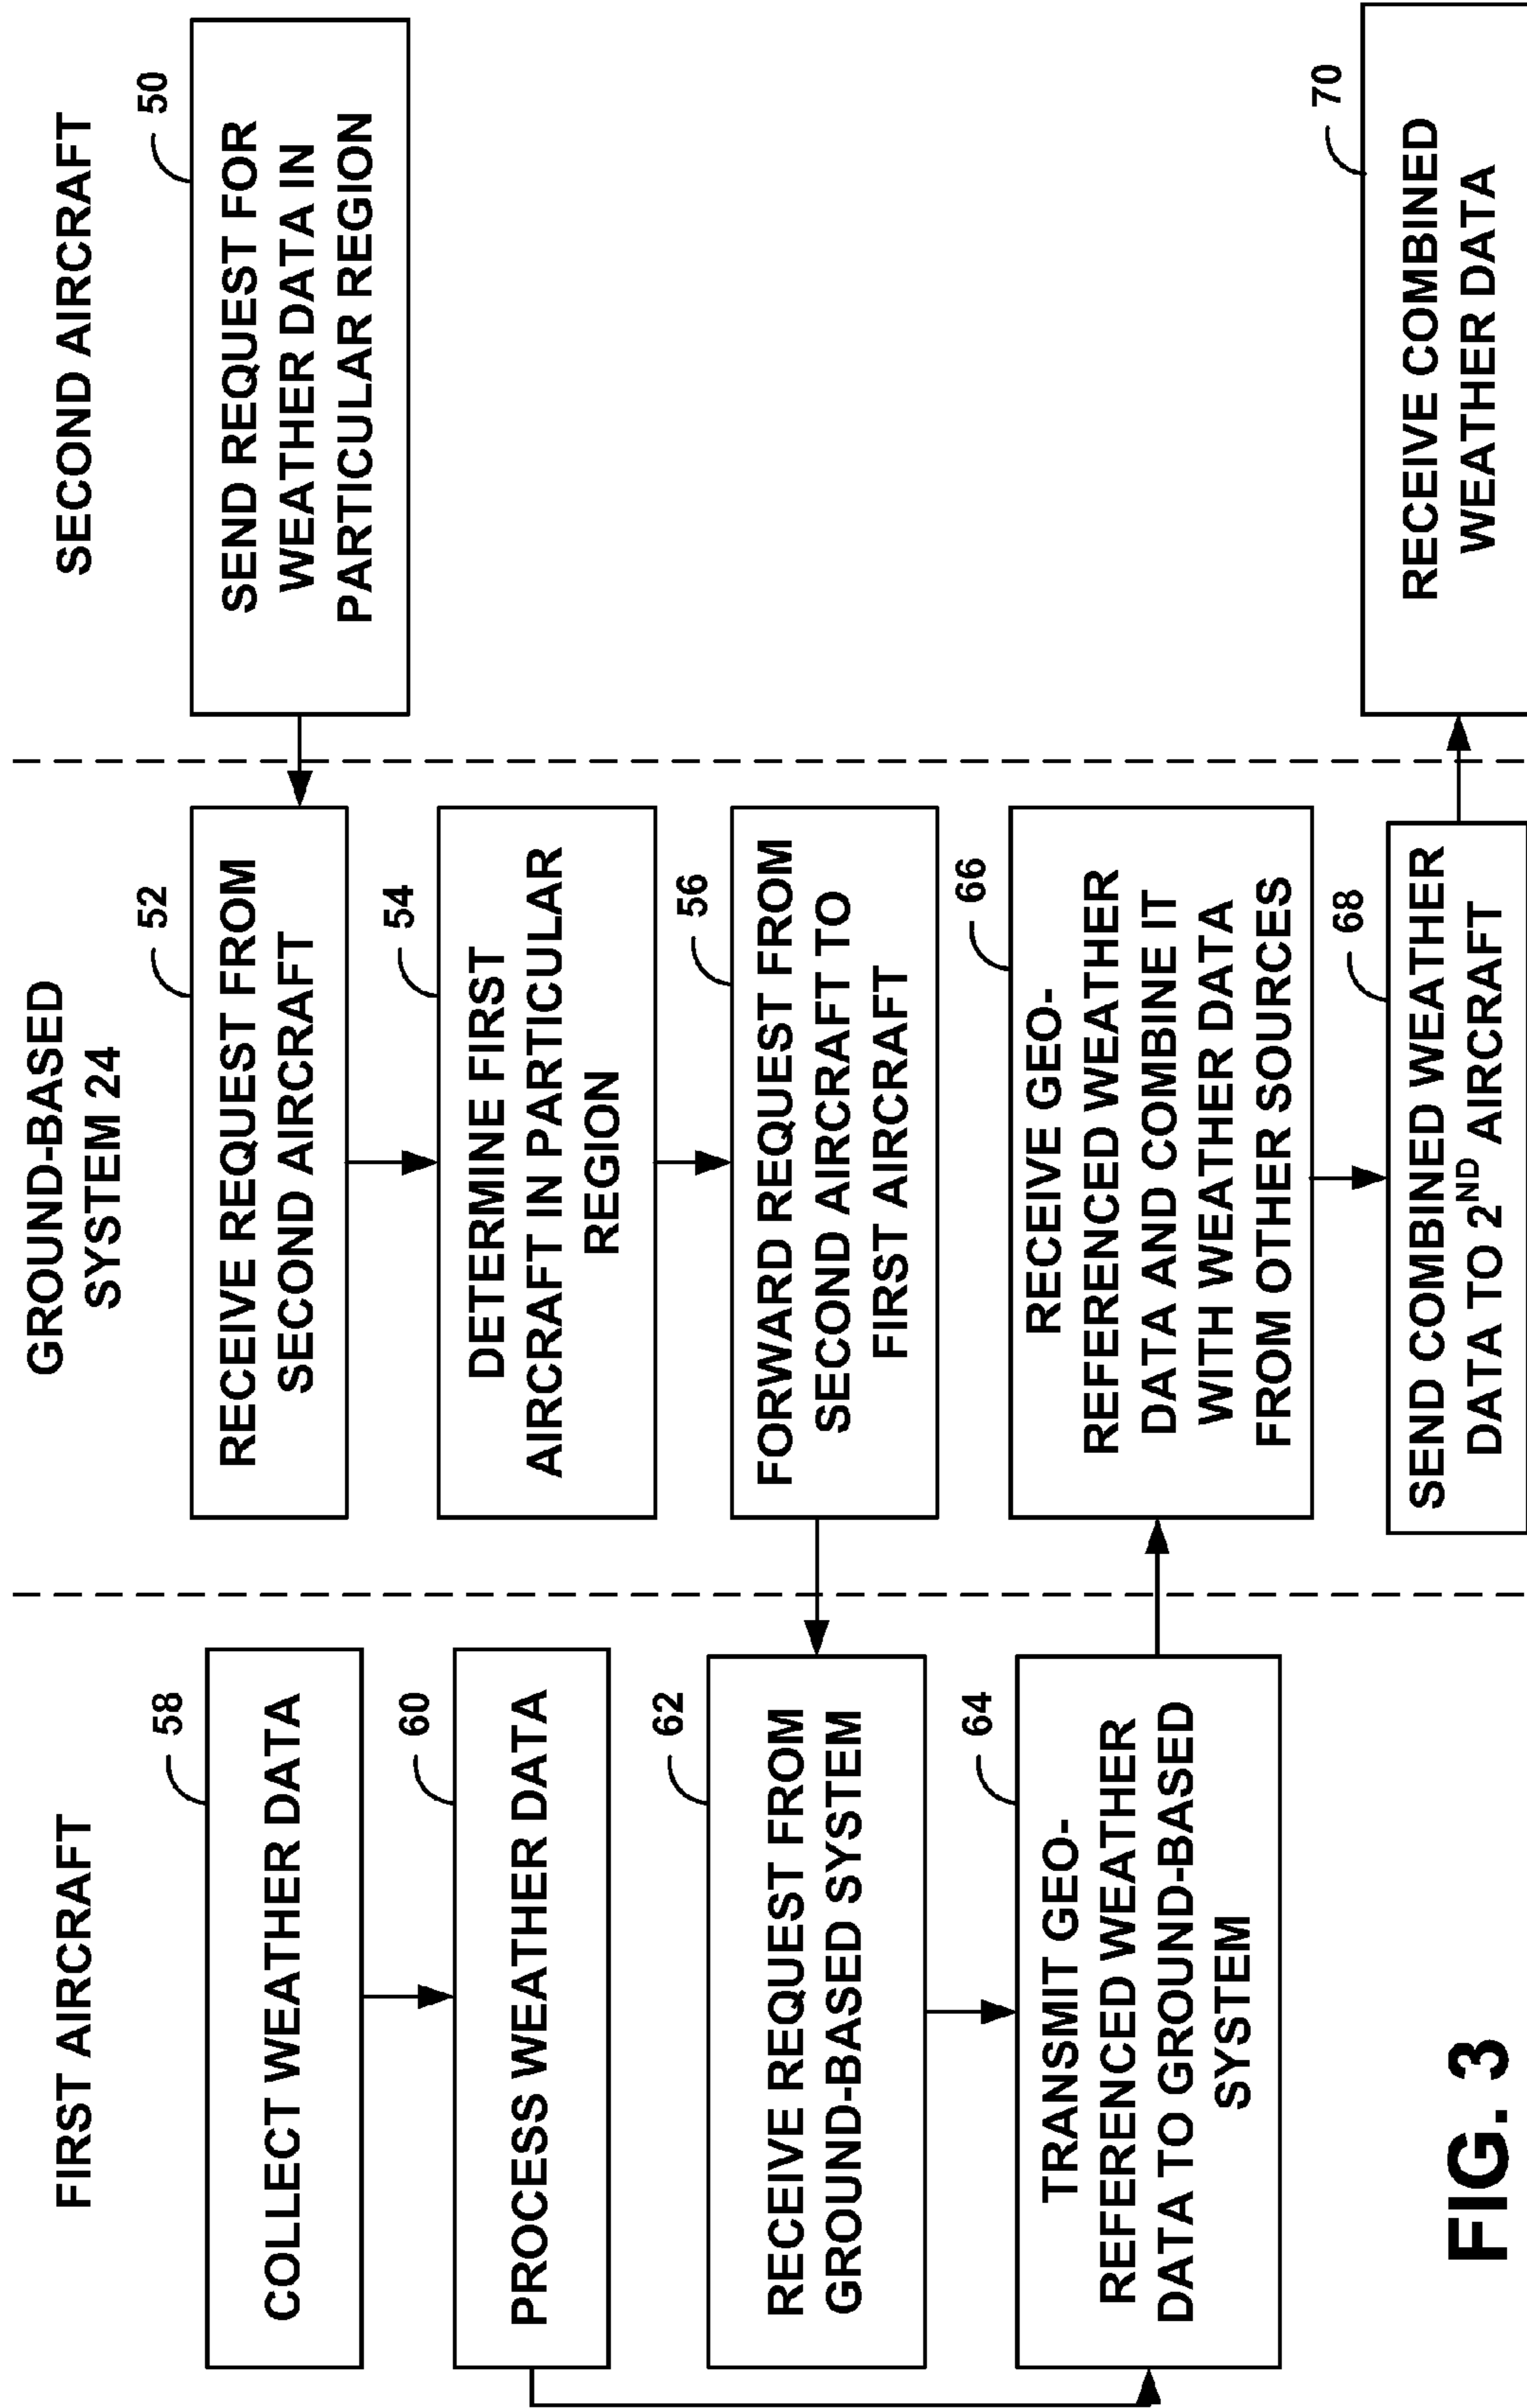 FIRST AIRCRAFT
58
COLLECT WEATHER DATA
60
PROCESS WEATHER DATA
62
RECEIVE REQUEST FROM
GROUND-BASED SYSTEM
64
TRANSMIT GEO-
REFERENCED WEATHER
DATA TO GROUND-BASED
SYSTEM
GROUND-BASED
SYSTEM 24
52
RECEIVE REQUEST FROM
SECOND AIRCRAFT
54
DETERMINE FIRST
AIRCRAFT IN PARTICULAR
REGION
56
FORWARD REQUEST FROM
SECOND AIRCRAFT TO
FIRST AIRCRAFT
66
RECEIVE GEO-
REFERENCED WEATHER
DATA AND COMBINE IT
WITH WEATHER DATA
FROM OTHER SOURCES
68
SEND COMBINED WEATHER
DATA TO 2ND AIRCRAFT
SECOND AIRCRAFT
50
SEND REQUEST FOR
WEATHER DATA IN
PARTICULAR REGION
70
RECEIVE COMBINED
WEATHER DATA
FIG. 3